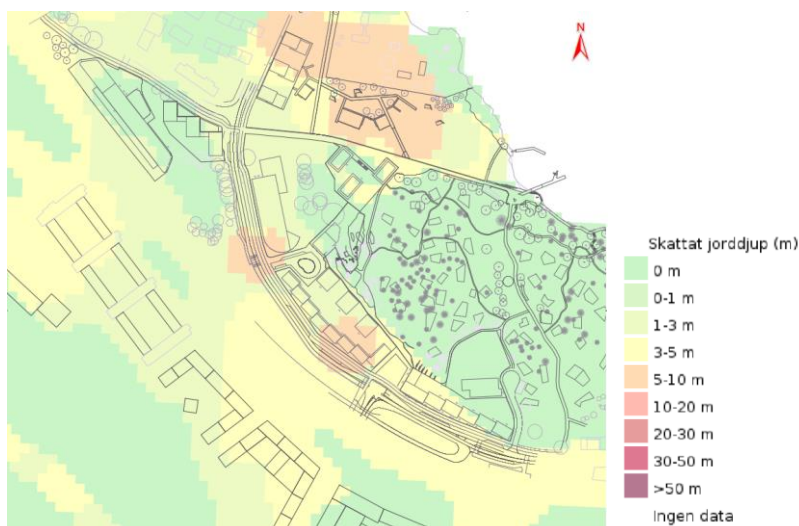 N
Skattat jorddjup (m)
0 m
0-1 m
1-3 m
3-5 m
5-10 m
10-20 m
20-30 m
30-50 m
>50 m
Ingen data